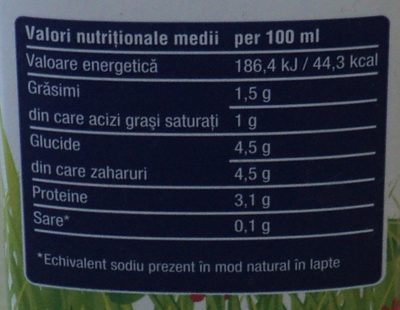 Valori nutriționale medii per 100 ml
Valoare energetică 186,4 kJ / 44,3 kcal
Grăsimi 1,5 g
din care acizi grași saturați 1 g
Glucide 4,5 g
din care zaharuri 4,5 g
Proteine 3,1 g
Sare* 0,1 g
*Echivalent sodiu prezent în mod natural în lapte